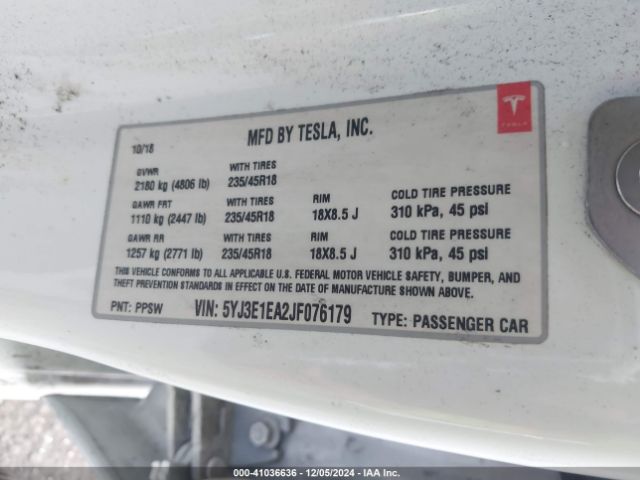 MFD BY TESLA, INC.
TESLA
10/18
GVWR WITH TIRES
2180 kg (4806 lb) 235/45R18
GAWR FRT WITH TIRES RIM COLD TIRE PRESSURE
1110 kg (2447 lb) 235/45R18 18X8.5 J 310 kPa, 45 psi
GAWR RR WITH TIRES RIM COLD TIRE PRESSURE
1257 kg (2771 lb) 235/45R18 18X8.5 J 310 kPa, 45 psi
THIS VEHICLE CONFORMS TO ALL APPLICABLE U.S. FEDERAL MOTOR VEHICLE SAFETY, BUMPER, AND
THEFT PREVENTION STANDARDS IN EFFECT ON THE DATE OF MANUFACTURE SHOWN ABOVE.
PNT: PPSW VIN: 5YJ3E1EA2JF076179 TYPE: PASSENGER CAR
000-41036636 - 12/05/2024 - IAA Inc.